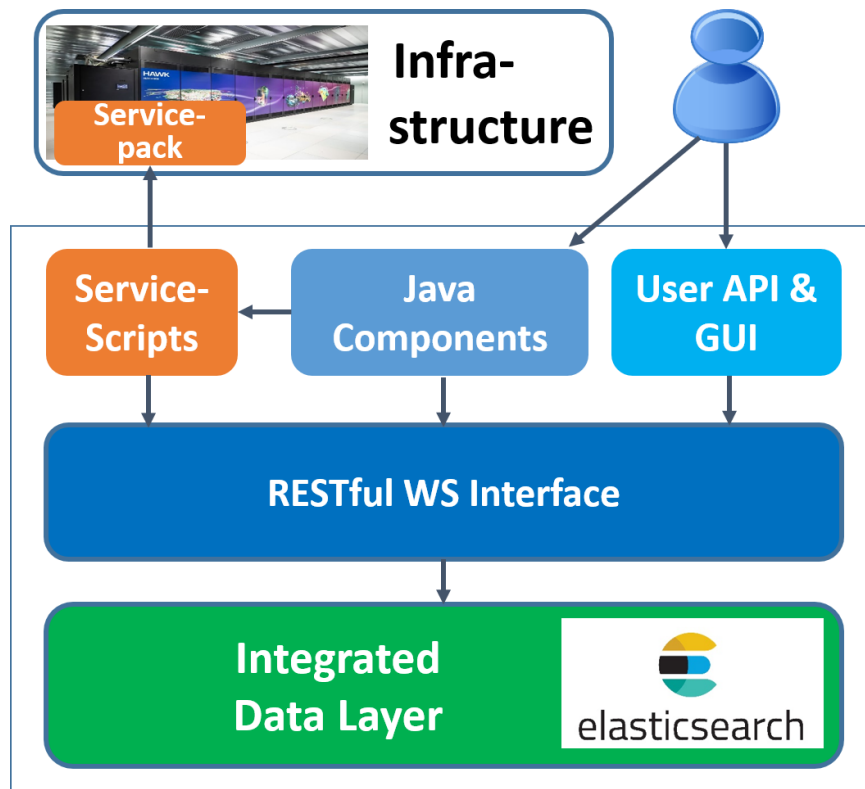 HAWK
Service-
pack
Infra-
structure
Service-
Scripts
Java
Components
User API &
GUI
RESTful WS Interface
Integrated
Data Layer
elasticsearch